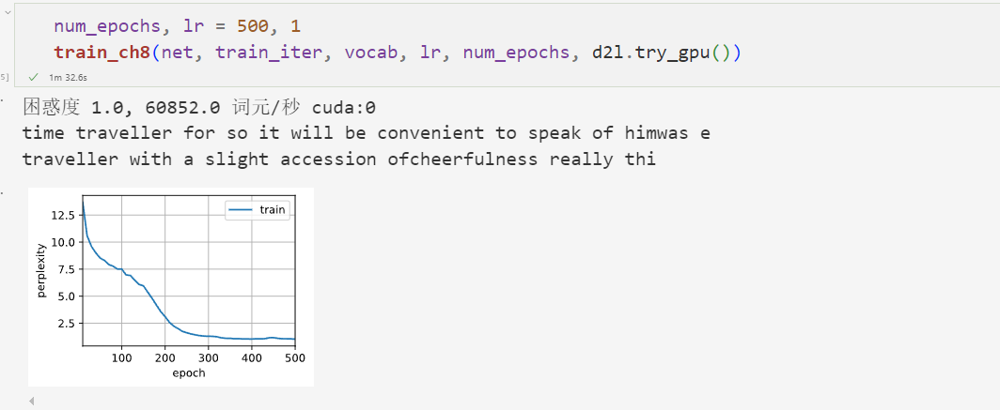 num_epochs, lr = 500, 1
train_ch8(net, train_iter, vocab, lr, num_epochs, d2l.try_gpu())
5]
1m 32.6s
困惑度 1.0, 60852.0 词元/秒 cuda:0
time traveller for so it will be convenient to speak of himwas e
traveller with a slight accession ofcheerfulness really thi
train
12.5
10.0
7.5
5.0
2.5
perplexity
100 200 300 400 500
epoch